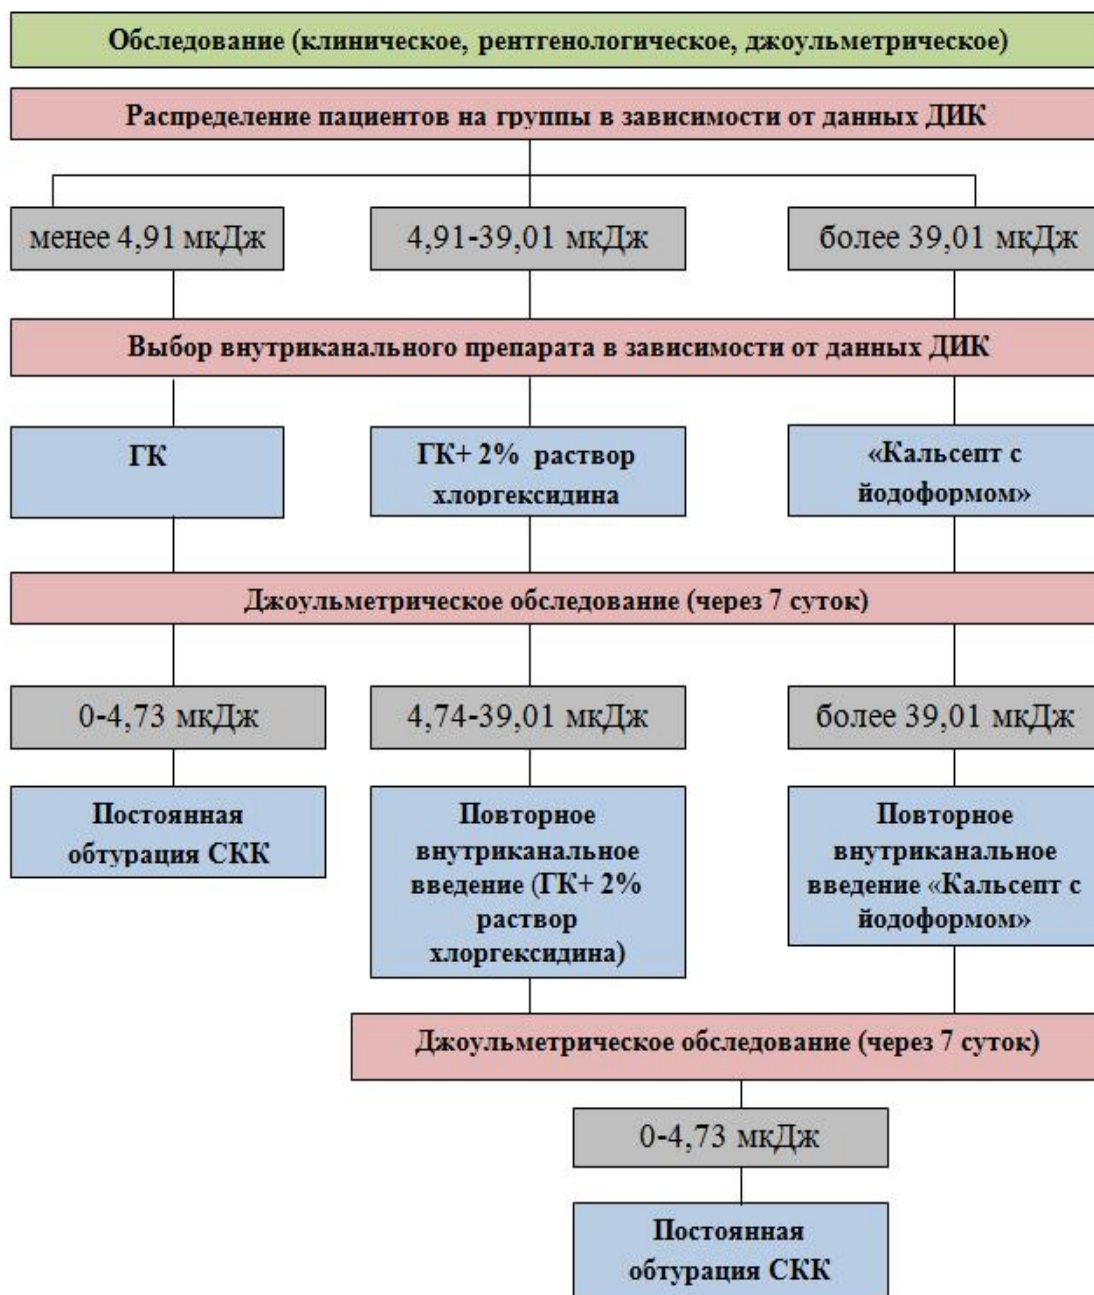 Обследование (клиническое, рентгенологическое, джоульметрическое)
Распределение пациентов на группы в зависимости от данных ДИК
менее 4,91 мкДж
4,91-39,01 мкДж
более 39,01 мкДж
Выбор внутриканального препарата в зависимости от данных ДИК
ГК
ГК+ 2% раствор
хлоргексидина
«Кальсепт с
йодоформом»
Джоульметрическое обследование (через 7 суток)
0-4,73 мкДж
4,74-39,01 мкДж
более 39,01 мкДж
Постоянная
обтурация СКК
Повторное
внутриканальное
введение (ГК+ 2%
раствор
хлоргексидина)
Повторное
внутриканальное
введение «Кальсепт с
йодоформом»
Джоульметрическое обследование (через 7 суток)
0-4,73 мкДж
Постоянная
обтурация СКК